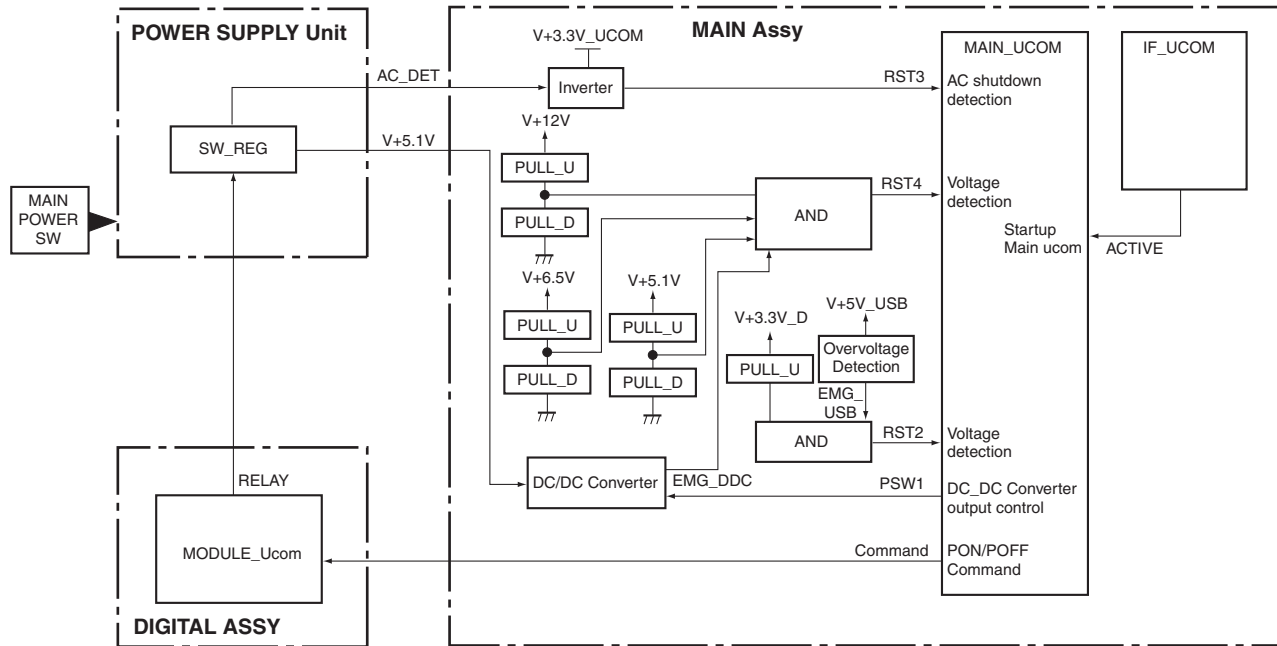 POWER SUPPLY Unit
SW_REG
MAIN
POWER
SW
AC_DET
V+5.1V
RELAY
MODULE_Ucom
DIGITAL ASSY
MAIN Assy
V+3.3V_UCOM
Inverter
RST3
V+12V
PULL_U
PULL_D
AND
RST4
V+6.5V
PULL_U
PULL_D
V+5.1V
PULL_U
PULL_D
V+3.3V_D
PULL_U
V+5V_USB
Overvoltage
Detection
EMG_
USB
AND
RST2
DC/DC Converter
EMG_DDC
PSW1
Command
MAIN_UCOM
AC shutdown
detection
Voltage
detection
Startup
Main ucom
Voltage
detection
DC_DC Converter
output control
PON/POFF
Command
IF_UCOM
ACTIVE